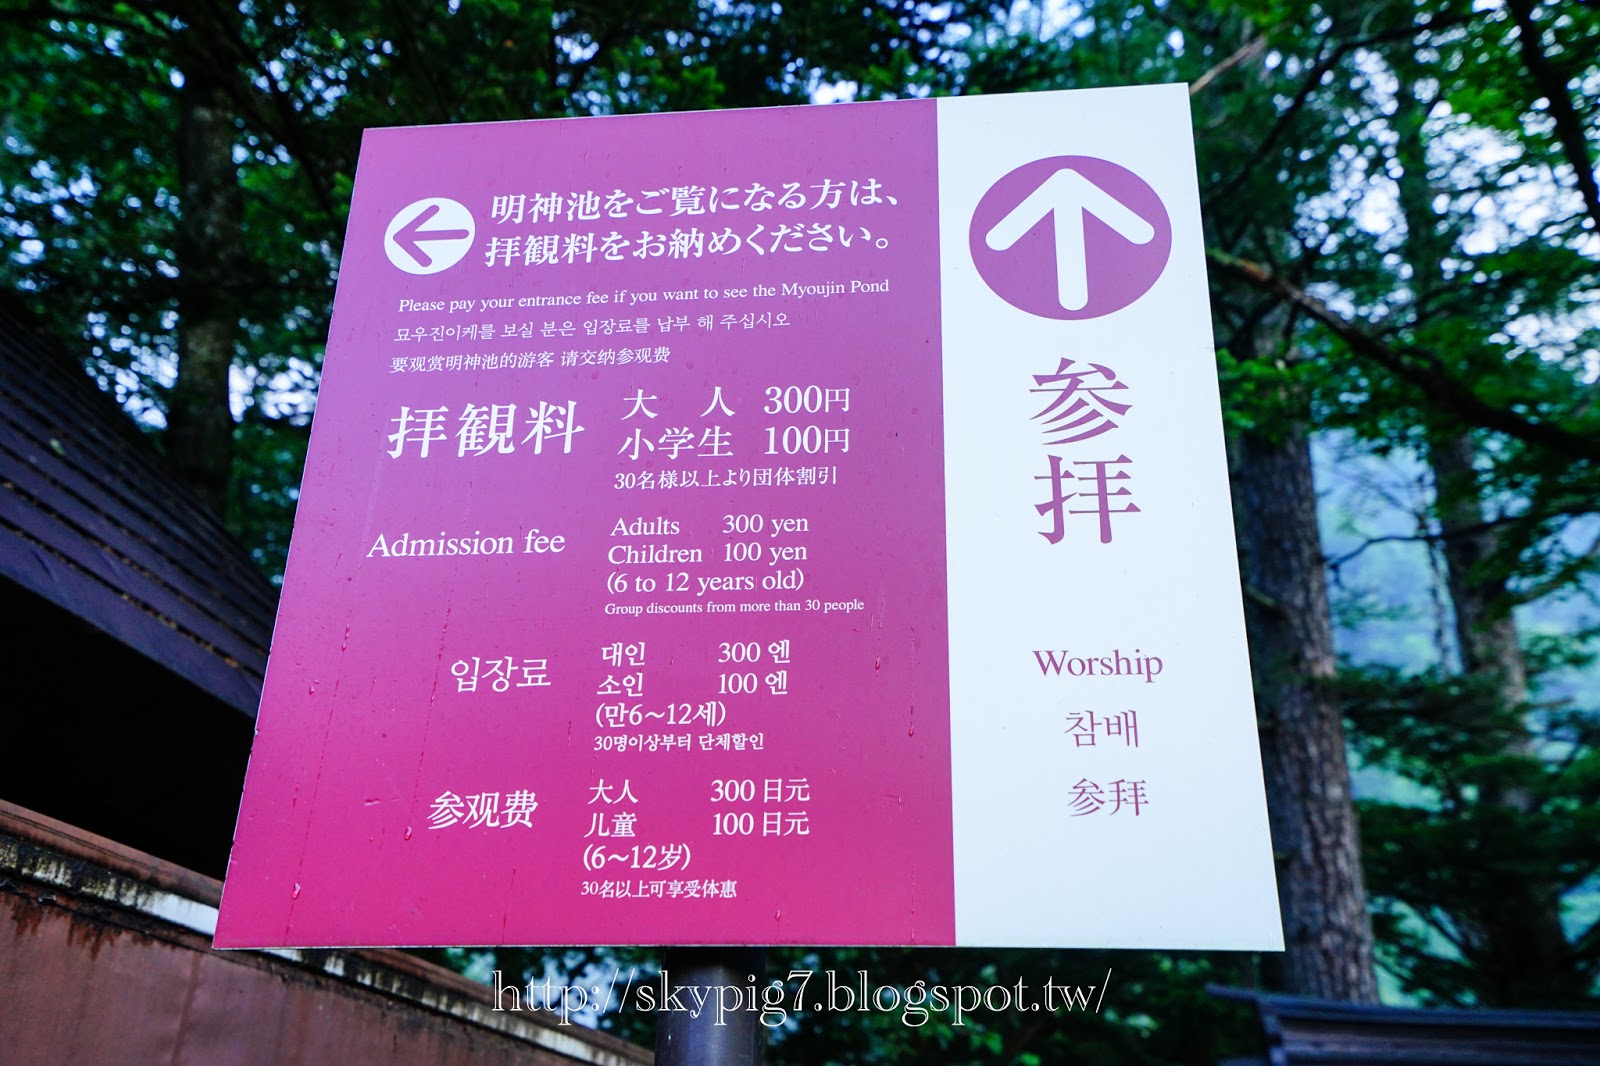 明神池をご覧になる方は、
拝観料をお納めください。
Please pay your entrance fee if you want to see the Myoujin Pond
묘우진이케를 보실 분은 입장료를 납부 해 주십시오
要观赏明神池的游客 请交纳参观费
拝観料
大 人 300円
小学生 100円
30名様以上より団体割引
Admission fee
Adults 300 yen
Children 100 yen
(6 to 12 years old)
Group discounts from more than 30 people
입장료
대인 300 엔
소인 100 엔
(만6～12세)
30명이상부터 단체할인
参观费
大人 300 日元
儿童 100 日元
(6～12岁)
30名以上可享受体惠
参拝
Worship
참배
参拜
http://skypig7.blogspot.tw/